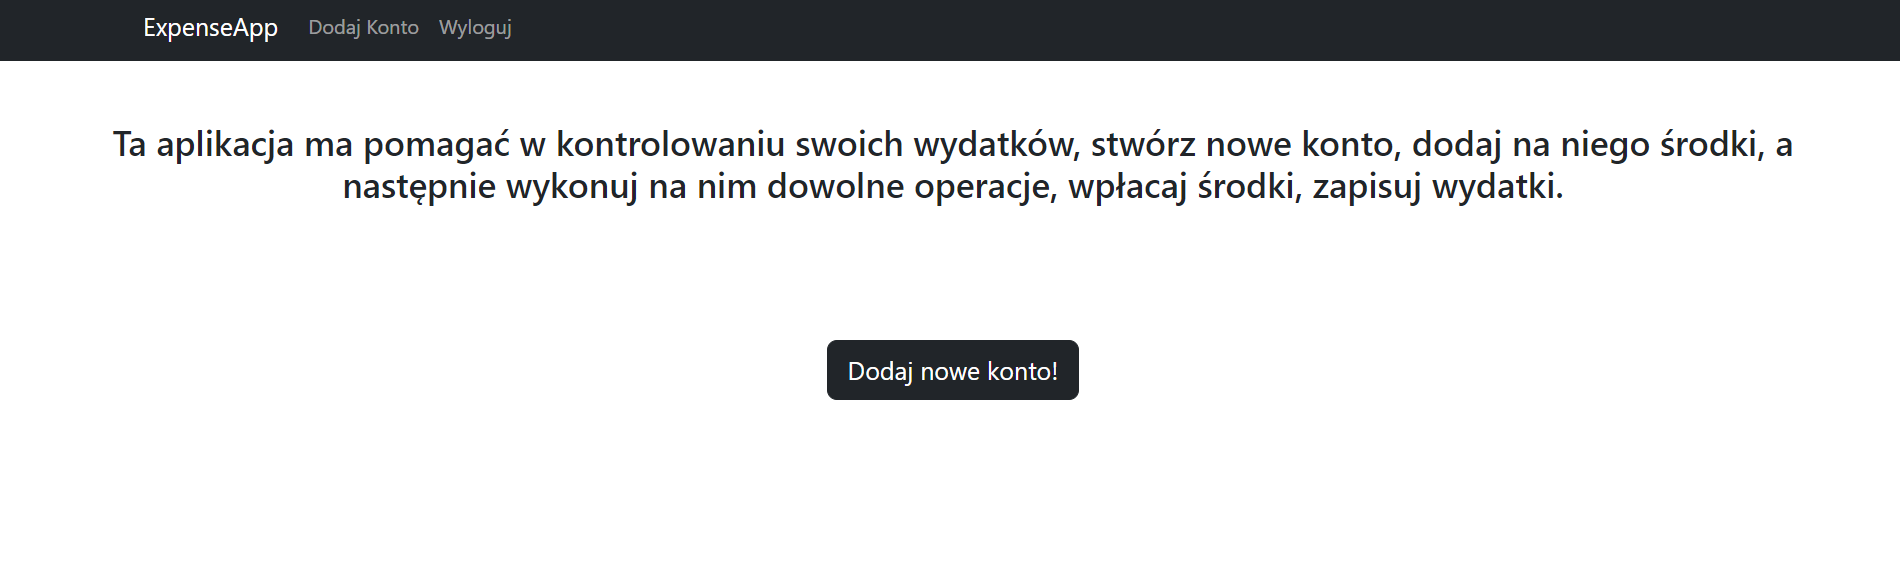 ExpenseApp Dodaj Konto Wyloguj
Ta aplikacja ma pomagać w kontrolowaniu swoich wydatków, stwórz nowe konto, dodaj na niego środki, a
następnie wykonuj na nim dowolne operacje, wpłacaj środki, zapisuj wydatki.
Dodaj nowe konto!